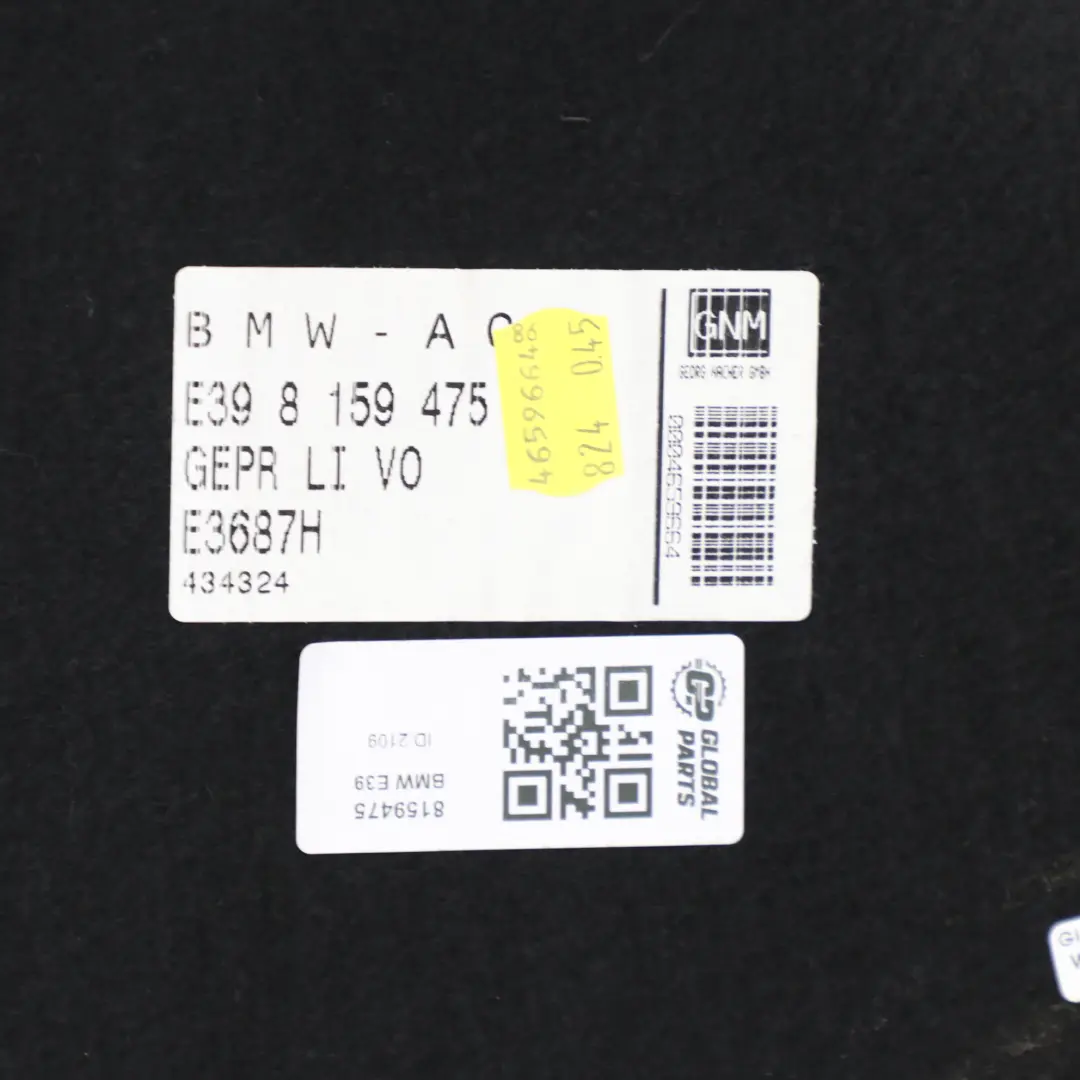 BMW-AG
E39 8 159 475
GEPR LI VO
E3687H
434324
46596648
824 045
GNM
GEORG NACHER GMBH
0004659664
GLOBAL
PARTS
8159475
BMW E39
ID 2109